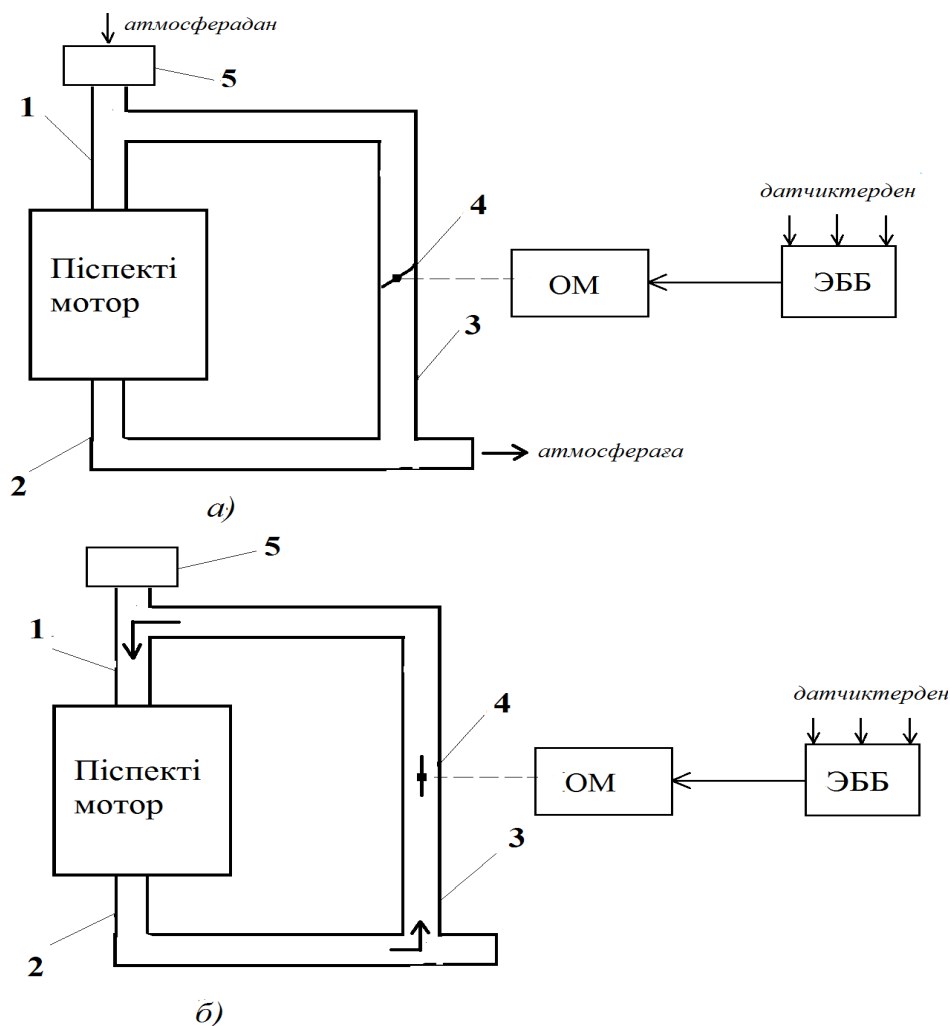 атмосферадан
5
1
датчиктерден
4
Піспекті
мотор
ОМ
ЭББ
3
атмосфераға
2
а)
5
1
датчиктерден
4
Піспекті
мотор
ОМ
ЭББ
3
2
б)